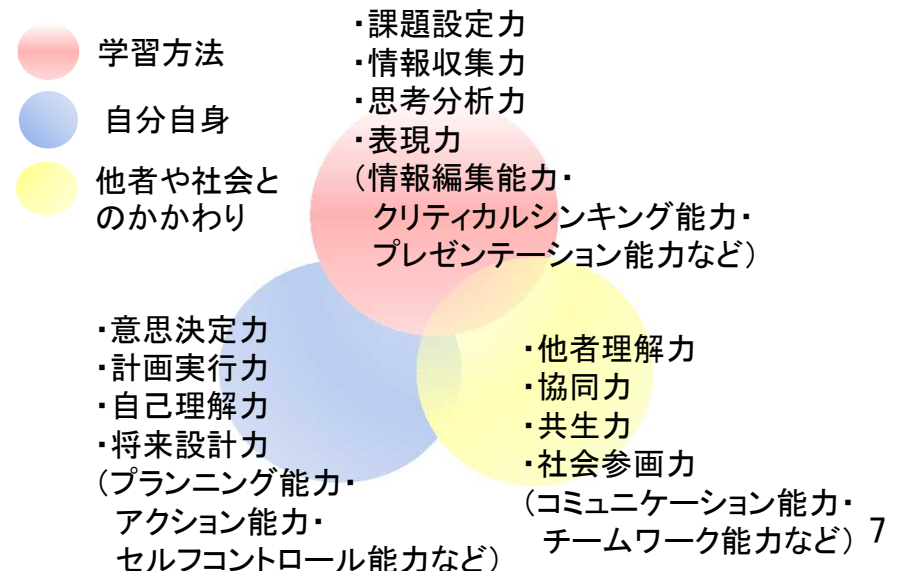 学習方法
自分自身
他者や社会と
のかかわり
・課題設定力
・情報収集力
・思考分析力
・表現力
(情報編集能力・
クリティカルシンキング能力・
プレゼンテーション能力など)
・意思決定力
・計画実行力
・自己理解力
・将来設計力
(プランニング能力・
アクション能力・
セルフコントロール能力など)
・他者理解力
・協同力
・共生力
・社会参画力
(コミュニケーション能力・
チームワーク能力など)
7